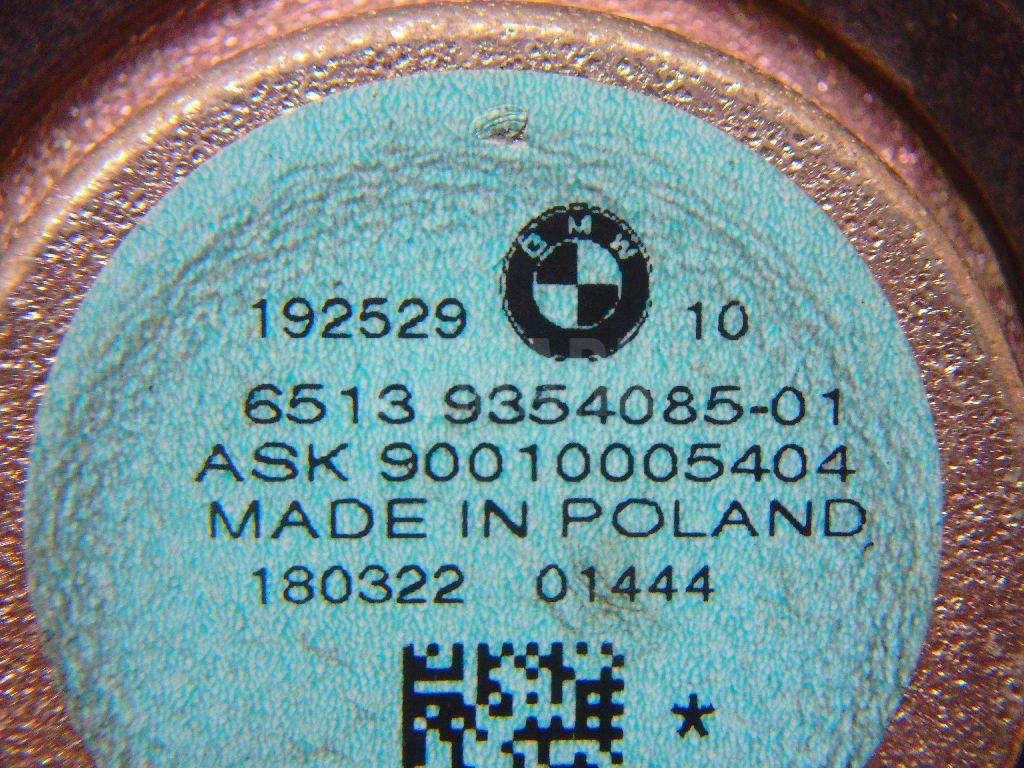 BMW
192529 10
6513 9354085-01
ASK 90010005404
MADE IN POLAND
180322 01444
*